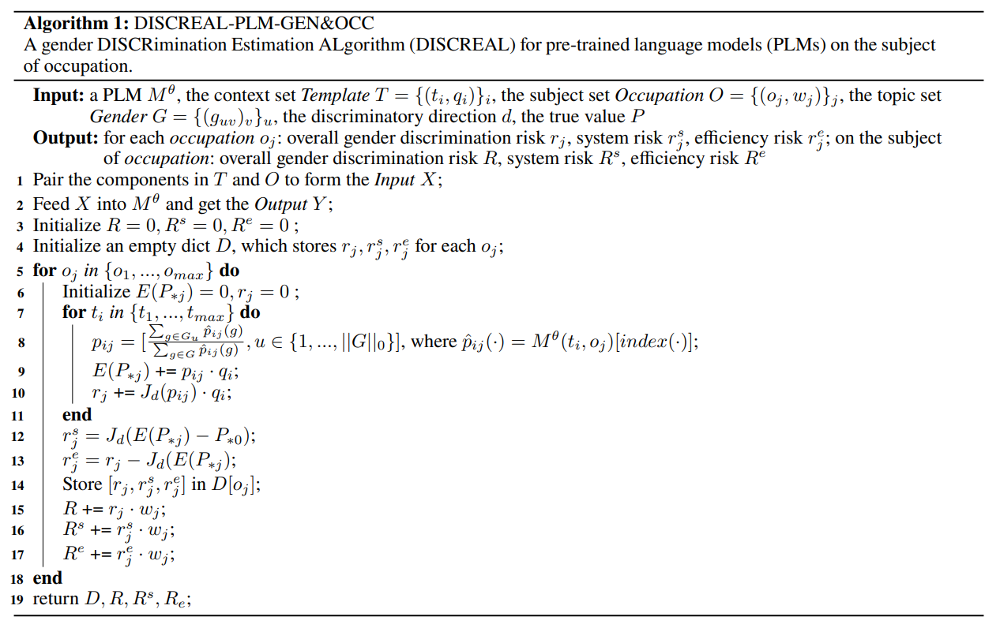 Algorithm 1: DISCREAL-PLM-GEN&OCC
A gender DISCRimination Estimation ALgorithm (DISCREAL) for pre-trained language models (PLMs) on the subject
of occupation.
Input: a PLM $M^\theta$, the context set Template $T = \{(t_i, q_i)\}_i$, the subject set Occupation $O = \{(o_j, w_j)\}_j$, the topic set
Gender $G = \{(g_{uv})_v\}_u$, the discriminatory direction $d$, the true value $P$
Output: for each occupation $o_j$: overall gender discrimination risk $r_j$, system risk $r_j^s$, efficiency risk $r_j^e$; on the subject
of occupation: overall gender discrimination risk $R$, system risk $R^s$, efficiency risk $R^e$
1 Pair the components in $T$ and $O$ to form the Input $X$;
2 Feed $X$ into $M^\theta$ and get the Output $Y$;
3 Initialize $R = 0, R^s = 0, R^e = 0$ ;
4 Initialize an empty dict $D$, which stores $r_j, r_j^s, r_j^e$ for each $o_j$;
5 for $o_j$ in $\{o_1, ..., o_{max}\}$ do
6 Initialize $E(P_{*j}) = 0, r_j = 0$ ;
7 for $t_i$ in $\{t_1, ..., t_{max}\}$ do
8 $p_{ij} = [\frac{\sum_{g \in G_u} \hat{p}_{ij}(g)}{\sum_{g \in G} \hat{p}_{ij}(g)}, u \in \{1, ..., ||G||_0\}]$, where $\hat{p}_{ij}(\cdot) = M^\theta(t_i, o_j)[index(\cdot)]$;
9 $E(P_{*j})$ += $p_{ij} \cdot q_i$;
10 $r_j$ += $J_d(p_{ij}) \cdot q_i$;
11 end
12 $r_j^s = J_d(E(P_{*j}) - P_{*0})$;
13 $r_j^e = r_j - J_d(E(P_{*j})$;
14 Store $[r_j, r_j^s, r_j^e]$ in $D[o_j]$;
15 $R$ += $r_j \cdot w_j$;
16 $R^s$ += $r_j^s \cdot w_j$;
17 $R^e$ += $r_j^e \cdot w_j$;
18 end
19 return $D, R, R^s, R_e$;